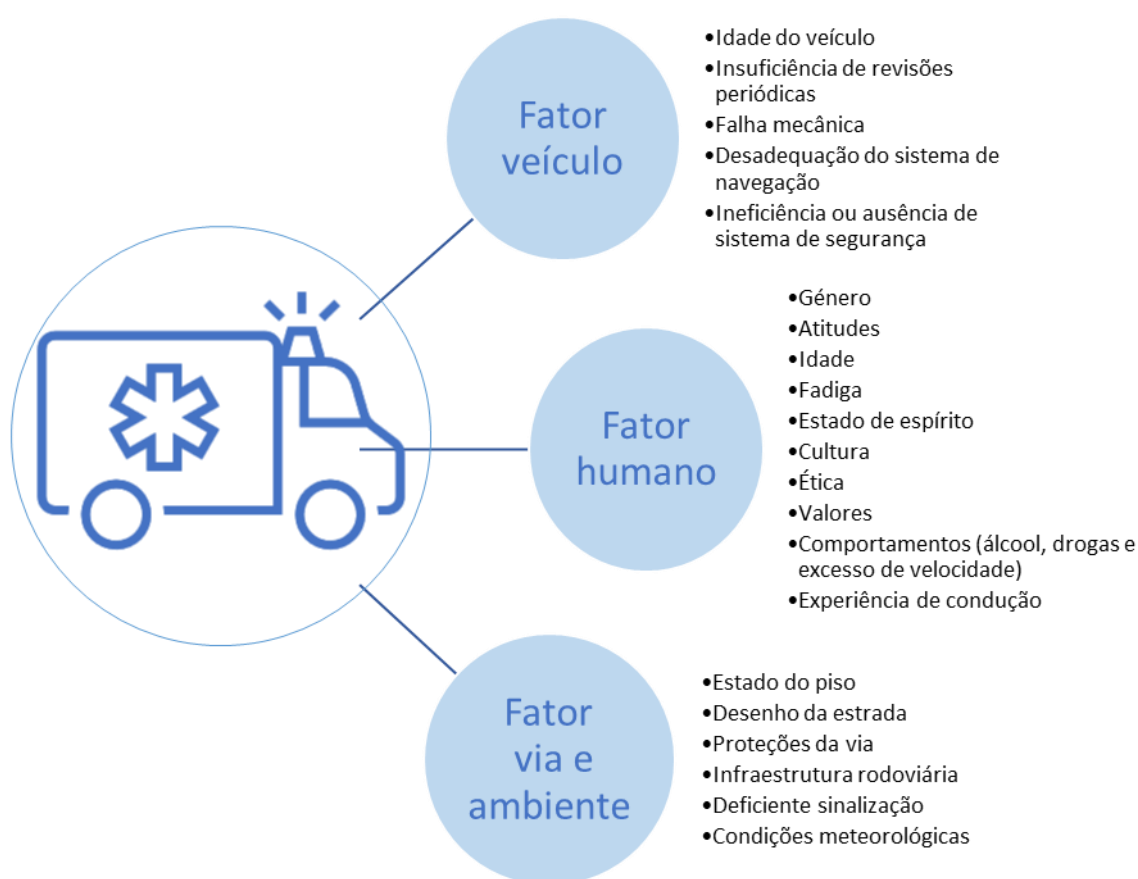 Fator
veículo
•Idade do veículo
•Insuficiência de revisões
periódicas
•Falha mecânica
•Desadequação do sistema de
navegação
•Ineficiência ou ausência de
sistema de segurança
Fator
humano
•Género
•Atitudes
•Idade
•Fadiga
•Estado de espírito
•Cultura
•Ética
•Valores
•Comportamentos (álcool, drogas e
excesso de velocidade)
•Experiência de condução
Fator
via e
ambiente
•Estado do piso
•Desenho da estrada
•Proteções da via
•Infraestrutura rodoviária
•Deficiente sinalização
•Condições meteorológicas